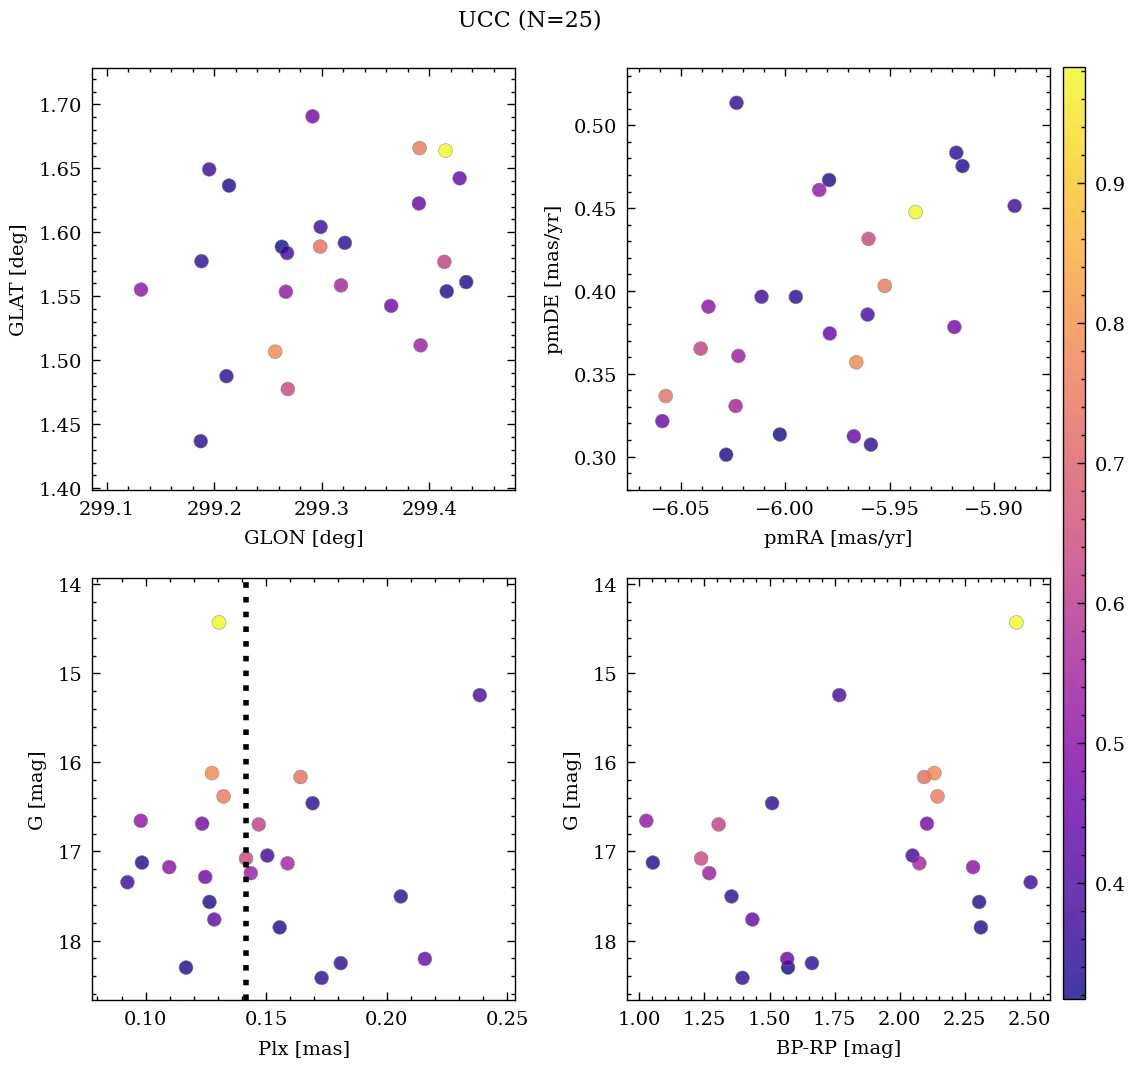 UCC (N=25)
1.70
1.65
1.60
1.55
1.50
1.45
1.40
GLAT [deg]
299.1 299.2 299.3 299.4
GLON [deg]
0.50
0.45
0.40
0.35
0.30
pmDE [mas/yr]
−6.05 −6.00 −5.95 −5.90
pmRA [mas/yr]
0.9
0.8
0.7
0.6
0.5
0.4
14
15
16
17
18
G [mag]
0.10 0.15 0.20 0.25
Plx [mas]
14
15
16
17
18
G [mag]
1.00 1.25 1.50 1.75 2.00 2.25 2.50
BP-RP [mag]